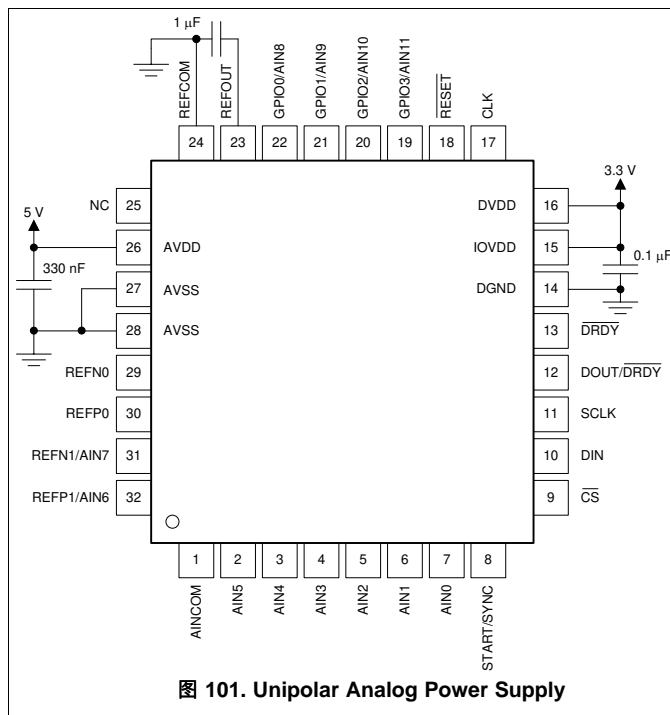 1 μF
REFCOM
REFOUT
GPIO0/AIN8
GPIO1/AIN9
GPIO2/AIN10
GPIO3/AIN11
RESET
CLK
24
23
22
21
20
19
18
17
5 V
330 nF
NC
25
26
AVDD
27
AVSS
28
AVSS
REFN0
29
REFP0
30
REFN1/AIN7
31
REFP1/AIN6
32
3.3 V
0.1 μF
DVDD
16
IOVDD
15
DGND
14
13
DRDY
12
DOUT/DRDY
11
SCLK
10
DIN
9
CS
1
2
3
4
5
6
7
8
AINCOM
AIN5
AIN4
AIN3
AIN2
AIN1
AIN0
START/SYNC
图 101. Unipolar Analog Power Supply